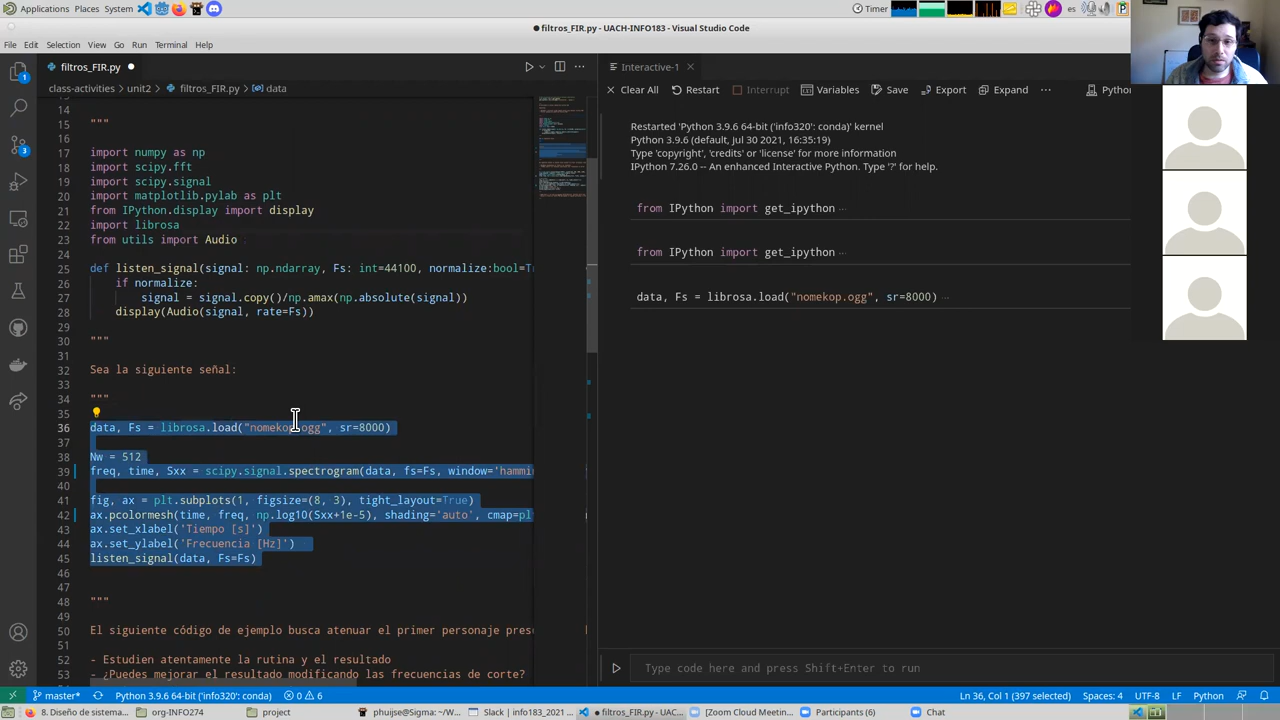 Applications Places System
Timer
es
filtros_FIR.py - UACH-INFO183 - Visual Studio Code
File Edit Selection View Go Run Terminal Help
filtros_FIR.py
class-activities > unit2 > filtros_FIR.py > data
14
15 """
16
17 import numpy as np
18 import scipy.fft
19 import scipy.signal
20 import matplotlib.pylab as plt
21 from IPython.display import display
22 import librosa
23 from utils import Audio
24
25 def listen_signal(signal: np.ndarray, Fs: int=44100, normalize:bool=T
26 if normalize:
27 signal = signal.copy()/np.amax(np.absolute(signal))
28 display(Audio(signal, rate=Fs))
29
30 """
31
32 Sea la siguiente señal:
33
34 """
35
36 data, Fs = librosa.load("nomekop.ogg", sr=8000)
37
38 Nw = 512
39 freq, time, Sxx = scipy.signal.spectrogram(data, fs=Fs, window='hammin
40
41 fig, ax = plt.subplots(1, figsize=(8, 3), tight_layout=True)
42 ax.pcolormesh(time, freq, np.log10(Sxx+1e-5), shading='auto', cmap=pl
43 ax.set_xlabel('Tiempo [s]')
44 ax.set_ylabel('Frecuencia [Hz]')
45 listen_signal(data, Fs=Fs)
46
47
48 """
49
50 El siguiente código de ejemplo busca atenuar el primer personaje pres
51
52 - Estudien atentamente la rutina y el resultado
53 - ¿Puedes mejorar el resultado modificando las frecuencias de corte?
Interactive-1
Clear All Restart Interrupt Variables Save Export Expand ··· Python
Restarted 'Python 3.9.6 64-bit ('info320': conda)' kernel
Python 3.9.6 (default, Jul 30 2021, 16:35:19)
Type 'copyright', 'credits' or 'license' for more information
IPython 7.26.0 -- An enhanced Interactive Python. Type '?' for help.
from IPython import get_ipython ···
from IPython import get_ipython ···
data, Fs = librosa.load("nomekop.ogg", sr=8000) ···
Type code here and press Shift+Enter to run
master* Python 3.9.6 64-bit ('info320': conda) 0 6 Ln 36, Col 1 (397 selected) Spaces: 4 UTF-8 LF Python
8. Diseño de sistema... org-INFO274 project phuijse@Sigma: ~/W... Slack | info183_2021 ... filtros_FIR.py - UAC... [Zoom Cloud Meetin... Participants (6) Chat